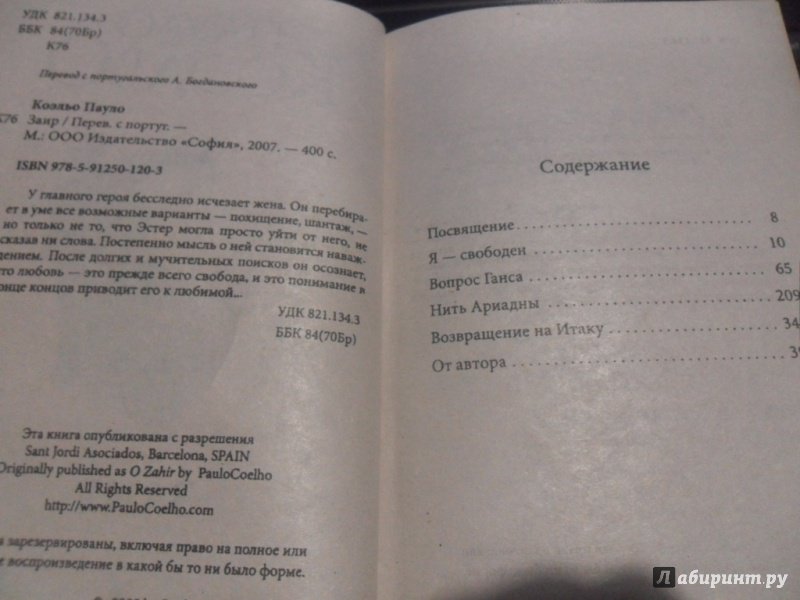 УДК 821.134.3
ББК 84(70Бр)
К76
Перевод с португальского А. Богдановского
Коэльо Пауло
К76 Заир / Перев. с португ. —
М.: ООО Издательство «София», 2007. — 400 с.
ISBN 978-5-91250-120-3
У главного героя бесследно исчезает жена. Он перебира-
ет в уме все возможные варианты — похищение, шантаж, —
но только не то, что Эстер могла просто уйти от него, не
сказав ни слова. Постепенно мысль о ней становится наваж-
дением. После долгих и мучительных поисков он осознает,
что любовь — это прежде всего свобода, и это понимание в
конце концов приводит его к любимой...
УДК 821.134.3
ББК 84(70Бр)
Эта книга опубликована с разрешения
Sant Jordi Asociados, Barcelona, SPAIN
Originally published as O Zahir by PauloCoelho
All Rights Reserved
http://www.PauloCoelho.com
зарезервированы, включая право на полное или
воспроизведение в какой бы то ни было форме.
Содержание
Посвящение 8
Я — свободен 10
Вопрос Ганса 65
Нить Ариадны 209
Возвращение на Итаку 34
От автора 39
Лабиринт.ру